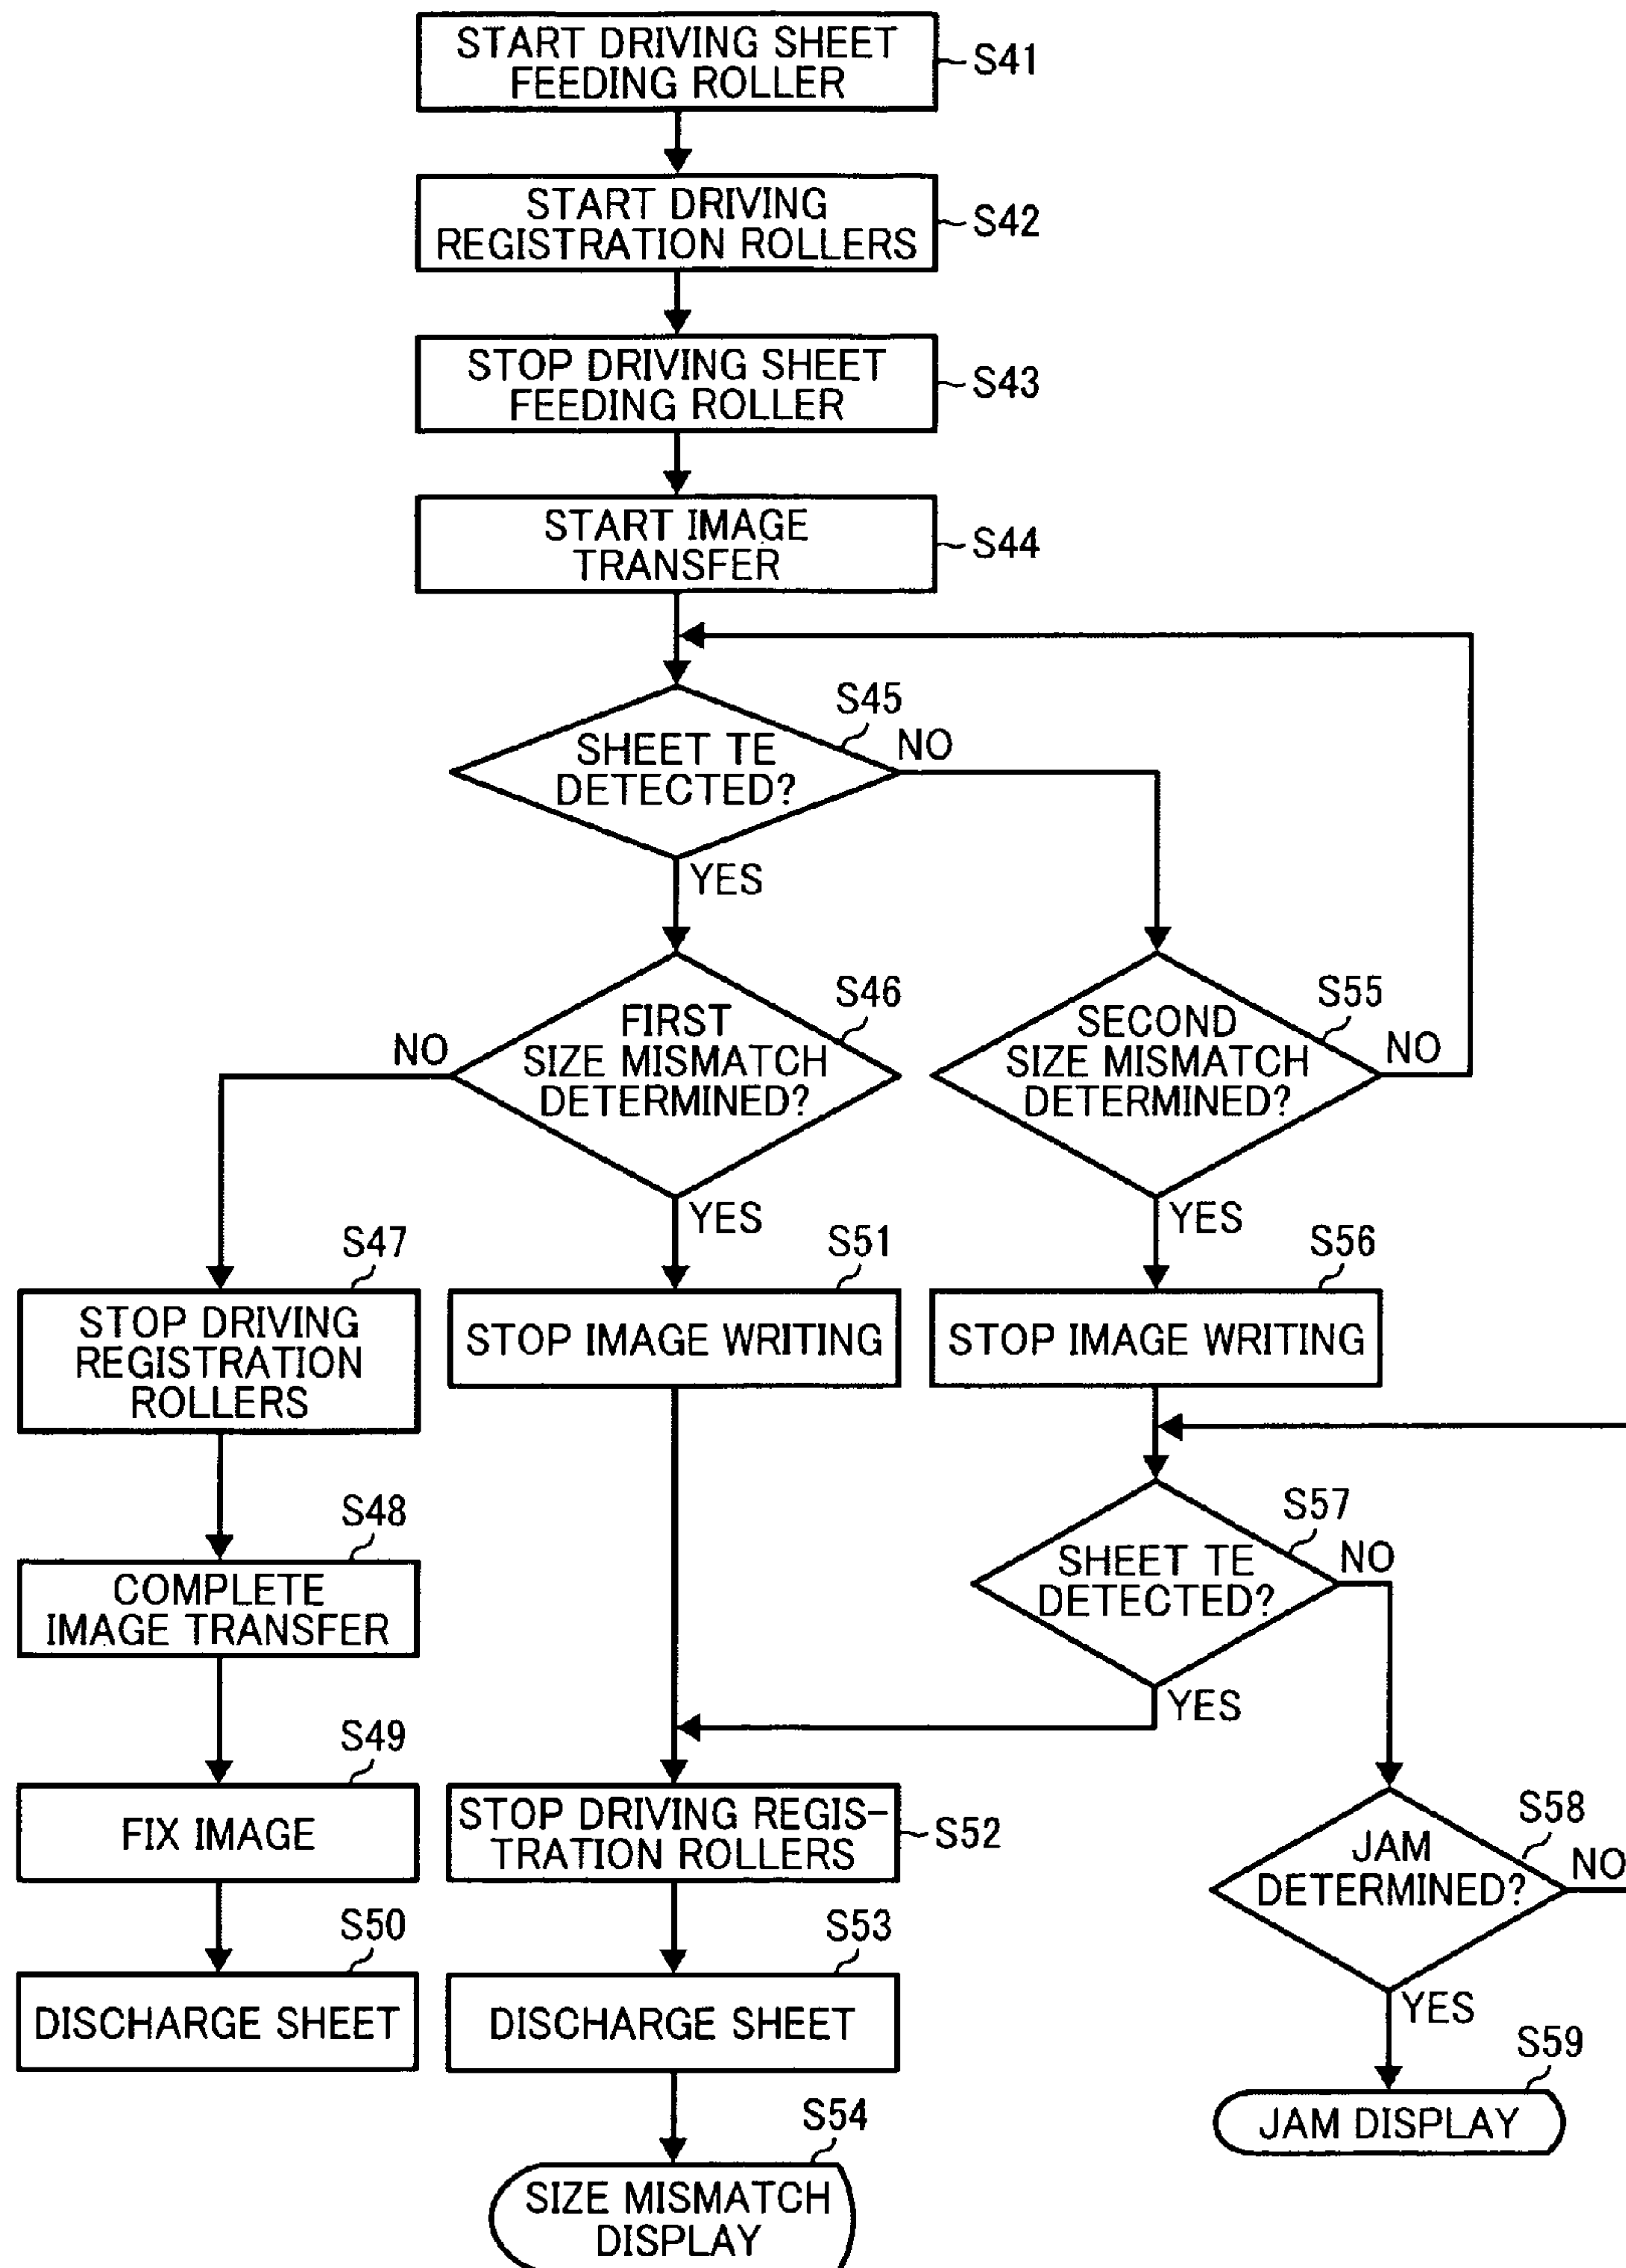 START DRIVING SHEET
FEEDING ROLLER
S41
START DRIVING
REGISTRATION ROLLERS
S42
STOP DRIVING SHEET
FEEDING ROLLER
S43
START IMAGE
TRANSFER
S44
S45
SHEET TE
DETECTED?
NO
YES
S46
FIRST
SIZE MISMATCH
DETERMINED?
NO
YES
S55
SECOND
SIZE MISMATCH
DETERMINED?
NO
YES
S47
STOP DRIVING
REGISTRATION
ROLLERS
S51
STOP IMAGE WRITING
S56
STOP IMAGE WRITING
S57
SHEET TE
DETECTED?
NO
YES
S48
COMPLETE
IMAGE TRANSFER
S49
FIX IMAGE
STOP DRIVING REGIS-
TRATION ROLLERS
S52
S58
JAM
DETERMINED?
NO
YES
S50
DISCHARGE SHEET
S53
DISCHARGE SHEET
S59
JAM DISPLAY
S54
SIZE MISMATCH
DISPLAY